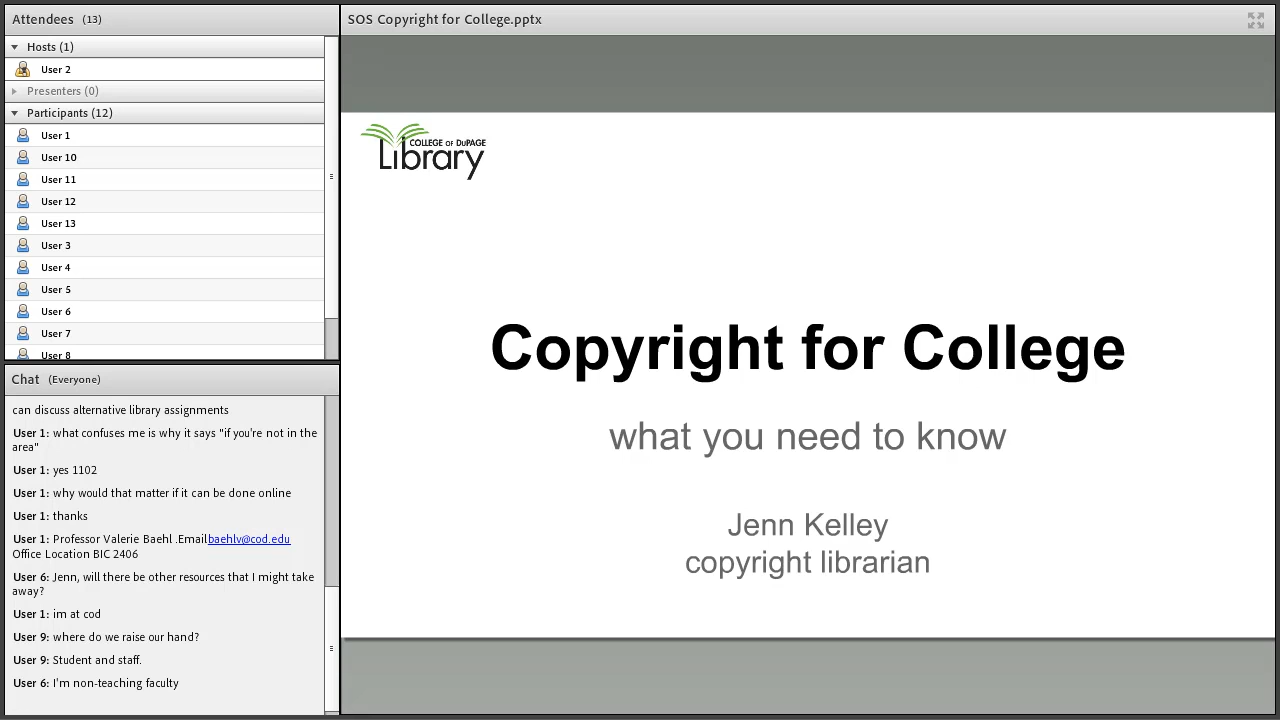 Attendees (13)
Hosts (1)
User 2
Presenters (0)
Participants (12)
User 1
User 10
User 11
User 12
User 13
User 3
User 4
User 5
User 6
User 7
User 8
Chat (Everyone)
can discuss alternative library assignments
User 1: what confuses me is why it says "if you're not in the
area"
User 1: yes 1102
User 1: why would that matter if it can be done online
User 1: thanks
User 1: Professor Valerie Baehl .Emailbaehlv@cod.edu
Office Location BIC 2406
User 6: Jenn, will there be other resources that I might take
away?
User 1: im at cod
User 9: where do we raise our hand?
User 9: Student and staff.
User 6: I'm non-teaching faculty
SOS Copyright for College.pptx
COLLEGE OF DuPAGE
Library
Copyright for College
what you need to know
Jenn Kelley
copyright librarian